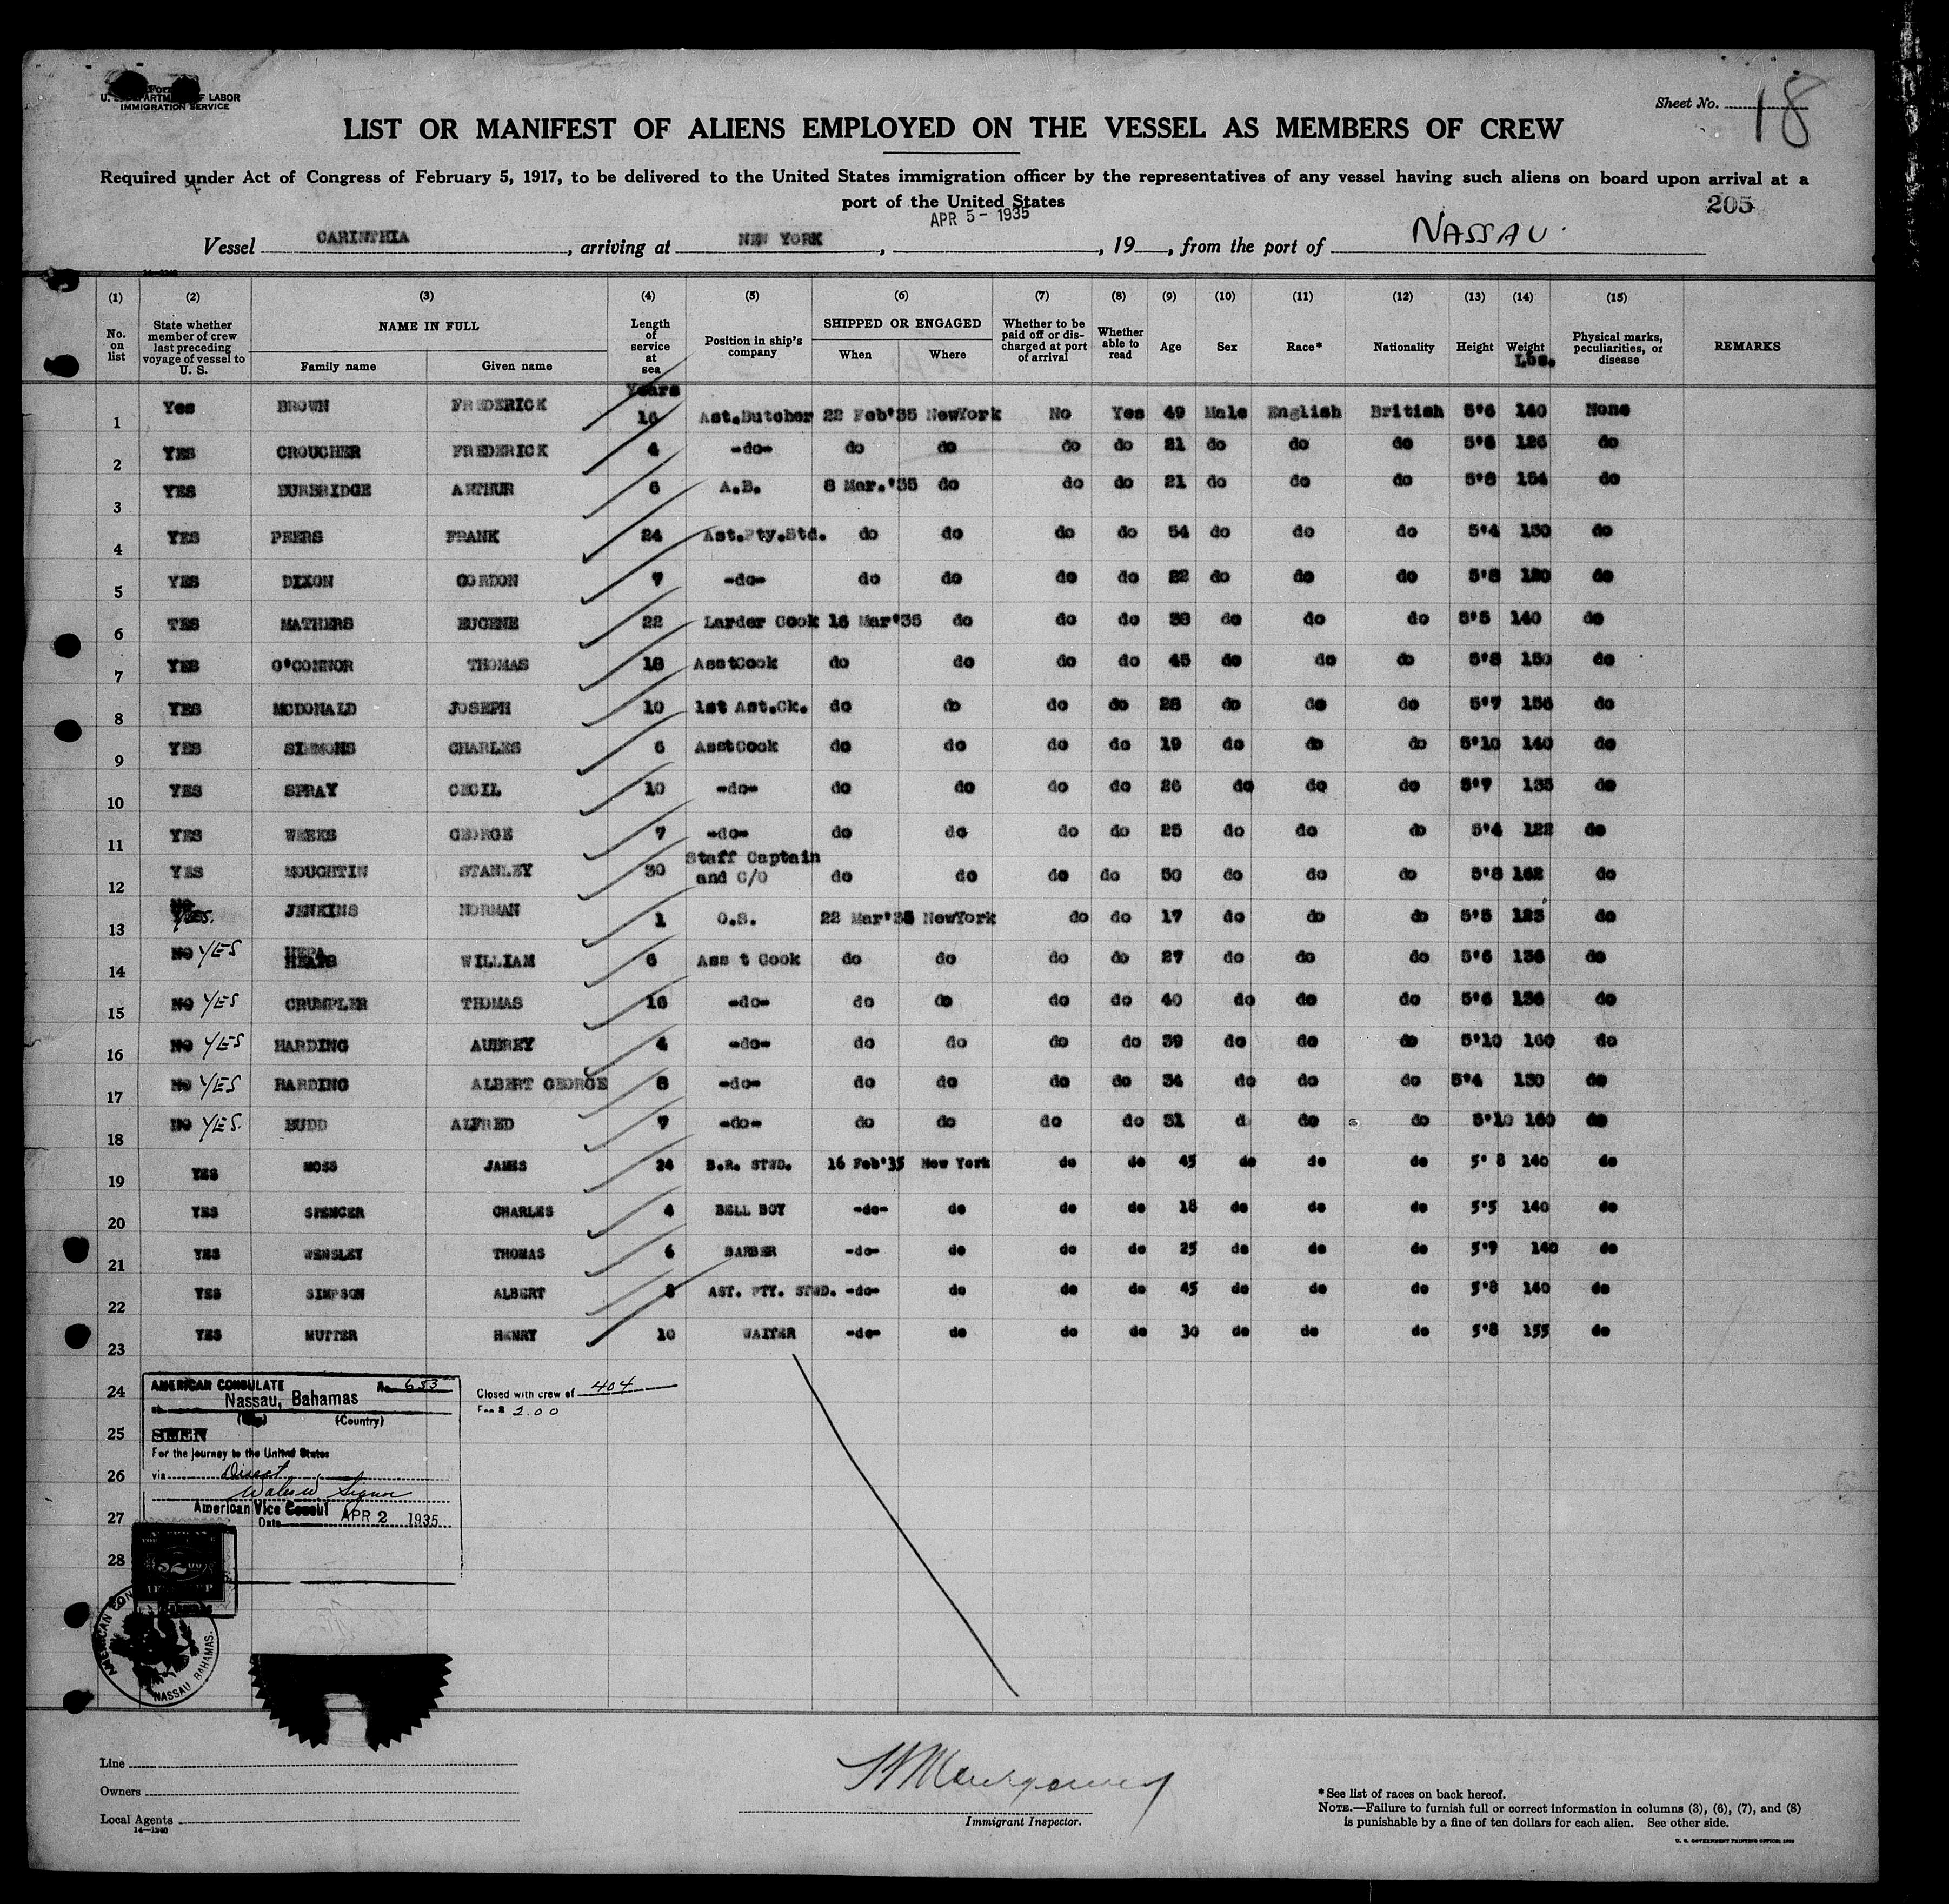 Form
U. S. DEPARTMENT OF LABOR
IMMIGRATION SERVICE
Sheet No. 18
LIST OR MANIFEST OF ALIENS EMPLOYED ON THE VESSEL AS MEMBERS OF CREW
Required under Act of Congress of February 5, 1917, to be delivered to the United States immigration officer by the representatives of any vessel having such aliens on board upon arrival at a
port of the United States
205
APR 5 - 1935
Vessel CARINTHIA, arriving at NEW YORK, , 19 , from the port of NASSAU.
14-1240
(1) (2) (3) (4) (5) (6) (7) (8) (9) (10) (11) (12) (13) (14) (15)
No. on list State whether member of crew last preceding voyage of vessel to U. S. NAME IN FULL Family name Given name Length of service at sea Position in ship's company SHIPPED OR ENGAGED When Where Whether to be paid off or discharged at port of arrival Whether able to read Age Sex Race* Nationality Height Weight Lbs. Physical marks, peculiarities, or disease REMARKS
Years
1 Yes BROWN FREDERICK 16 Ast.Butcher 22 Feb'35 NewYork No Yes 49 Male English British 5'6 140 None
2 YES CROUCHER FREDERICK 4 -do- do do do do 21 do do do 5'6 126 do
3 YES BURBRIDGE ARTHUR 6 A.B. 8 Mar.'35 do do do 21 do do do 5'8 154 do
4 YES PEERS FRANK 24 Ast.Pty.Std. do do do do 54 do do do 5'4 130 do
5 YES DIXON GORDON 7 -do- do do do do 22 do do do 5'8 120 do
6 YES MATHERS EUGENE 22 Larder Cook 16 Mar'35 do do do 38 do do do 5'5 140 do
7 YES O'CONNOR THOMAS 18 AsstCook do do do do 45 do do do 5'8 150 do
8 YES MCDONALD JOSEPH 10 1st Ast.Ck. do do do do 28 do do do 5'7 156 do
9 YES SIMMONS CHARLES 6 AsstCook do do do do 19 do do do 5'10 140 do
10 YES SPRAY CECIL 10 -do- do do do do 26 do do do 5'7 135 do
11 YES WEEKS GEORGE 7 -do- do do do do 25 do do do 5'4 122 do
12 YES MOUGHTIN STANLEY 30 Staff Captain and C/O do do do do 50 do do do 5'8 162 do
13 NO YES. JENKINS NORMAN 1 O.S. 22 Mar'35 NewYork do do 17 do do do 5'5 123 do
14 NO YES WILLIAM 6 Ass t Cook do do do do 27 do do do 5'6 136 do
15 NO YES CRUMPLER THOMAS 16 -do- do do do do 40 do do do 5'6 136 do
16 NO YES HARDING AUBREY 4 -do- do do do do 39 do do do 5'10 160 do
17 NO YES HARDING ALBERT GEORGE 8 -do- do do do do 34 do do do 5'4 130 do
18 NO YES. BUDD ALFRED 7 -do- do do do do 31 d do do 5'10 160 do
19 YES MOSS JAMES 24 B.R. STWD. 16 Feb'35 New York do do 45 do do do 5' 8 140 do
20 YES SPENCER CHARLES 4 BELL BOY -do- do do do 18 do do do 5'5 140 do
21 YES WENSLEY THOMAS 6 BARBER -do- do do do 25 do do do 5'9 140 do
22 YES SIMPSON ALBERT AST. PTY. STWD. -do- do do do 45 do do do 5'8 140 do
23 YES MUTTER HENRY 10 WAITER -do- do do do 30 do do do 5'8 155 do
24
25
26
27
28
AMERICAN CONSULATE No. 653
at Nassau, Bahamas
(Country)
SEEN
For the journey to the United States
via Direct
American Vice Consul
Date APR 2 1935
Closed with crew of 404
Fee $ 2.00
AMERICAN CONSULATE
NASSAU BAHAMAS.
Line
Owners
Local Agents
14-1240
Immigrant Inspector.
*See list of races on back hereof.
NOTE.—Failure to furnish full or correct information in columns (3), (6), (7), and (8)
is punishable by a fine of ten dollars for each alien. See other side.
U. S. GOVERNMENT PRINTING OFFICE: